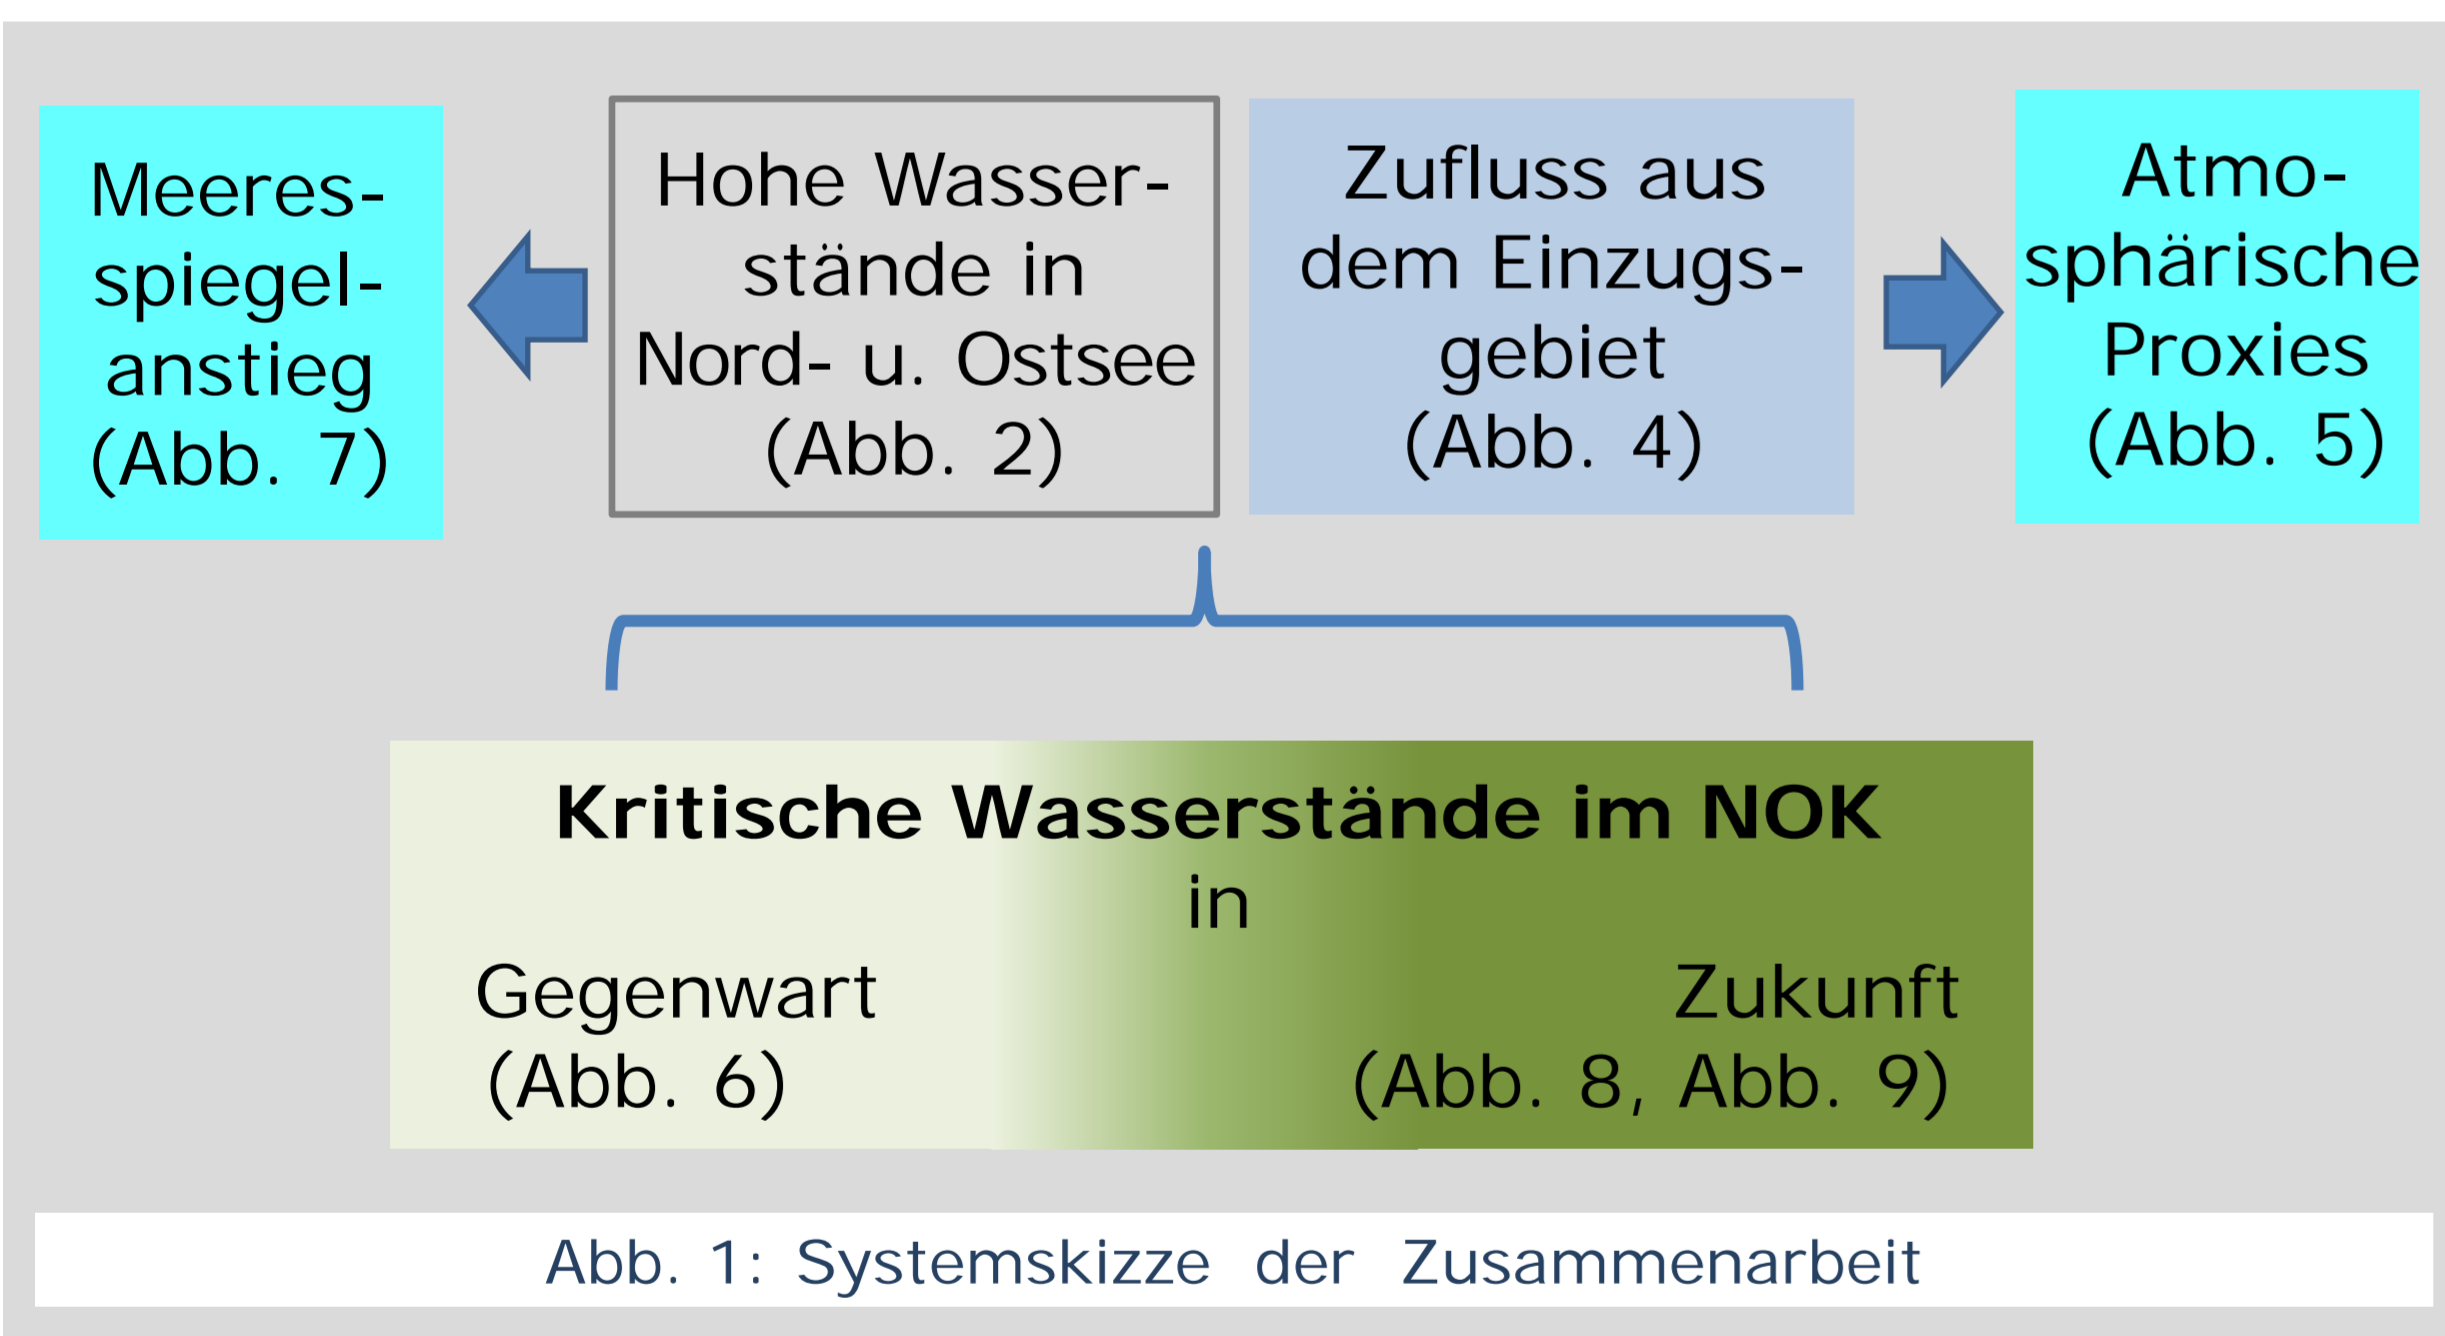 Meeres-
spiegel-
anstieg
(Abb. 7)
Hohe Wasser-
stände in
Nord- u. Ostsee
(Abb. 2)
Zufluss aus
dem Einzugs-
gebiet
(Abb. 4)
Atmo-
sphärische
Proxies
(Abb. 5)
Kritische Wasserstände im NOK
in
Gegenwart
(Abb. 6)
Zukunft
(Abb. 8, Abb. 9)
Abb. 1: Systemskizze der Zusammenarbeit